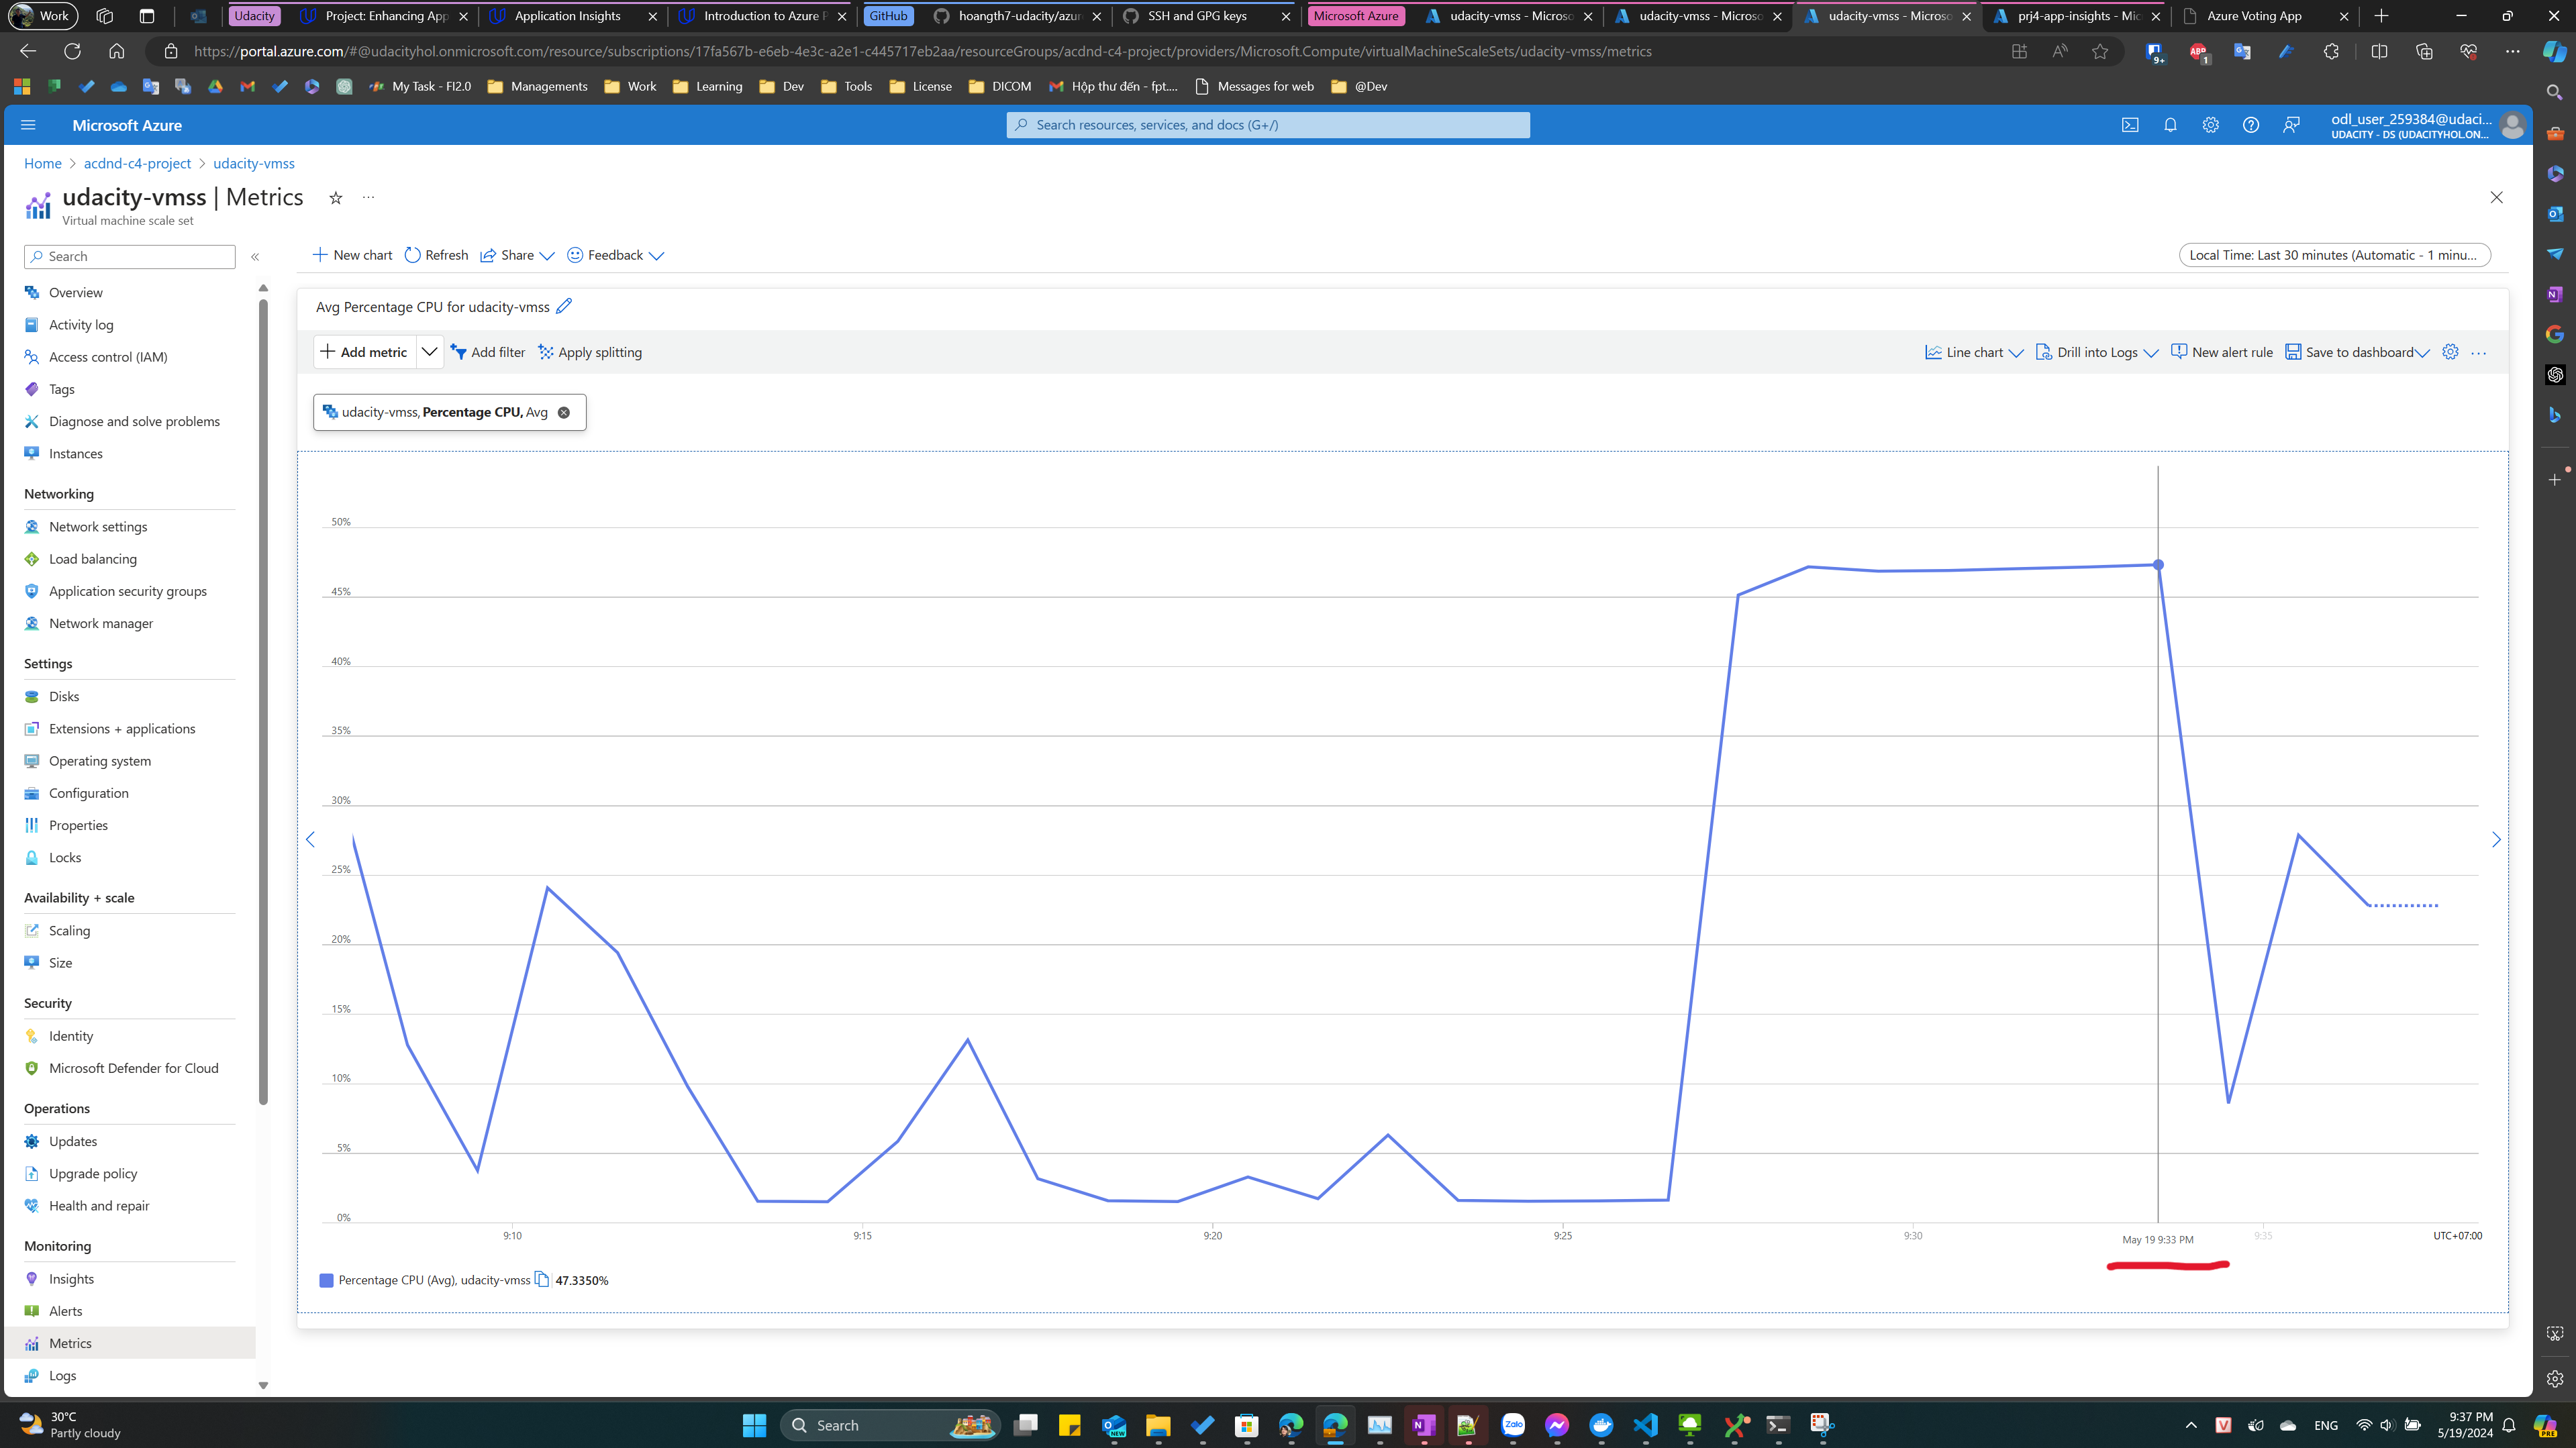 Work
Udacity
Project: Enhancing App
Application Insights
Introduction to Azure P
GitHub
hoangth7-udacity/azur
SSH and GPG keys
Microsoft Azure
udacity-vmss - Microso
udacity-vmss - Microso
udacity-vmss - Microso
prj4-app-insights - Mic
Azure Voting App
https://portal.azure.com/#@udacityhol.onmicrosoft.com/resource/subscriptions/17fa567b-e6eb-4e3c-a2e1-c445717eb2aa/resourceGroups/acdnd-c4-project/providers/Microsoft.Compute/virtualMachineScaleSets/udacity-vmss/metrics
9+
ABP
1
My Task - FI2.0
Managements
Work
Learning
Dev
Tools
License
DICOM
Hộp thư đến - fpt....
Messages for web
@Dev
Microsoft Azure
Search resources, services, and docs (G+/)
odl_user_259384@udaci...
UDACITY - DS (UDACITYHOL.ON...
Home > acdnd-c4-project > udacity-vmss
udacity-vmss | Metrics
Virtual machine scale set
Search
New chart
Refresh
Share
Feedback
Local Time: Last 30 minutes (Automatic - 1 minu...
Overview
Activity log
Access control (IAM)
Tags
Diagnose and solve problems
Instances
Networking
Network settings
Load balancing
Application security groups
Network manager
Settings
Disks
Extensions + applications
Operating system
Configuration
Properties
Locks
Availability + scale
Scaling
Size
Security
Identity
Microsoft Defender for Cloud
Operations
Updates
Upgrade policy
Health and repair
Monitoring
Insights
Alerts
Metrics
Logs
Avg Percentage CPU for udacity-vmss
Add metric
Add filter
Apply splitting
Line chart
Drill into Logs
New alert rule
Save to dashboard
udacity-vmss, Percentage CPU, Avg
50%
45%
40%
35%
30%
25%
20%
15%
10%
5%
0%
9:10
9:15
9:20
9:25
9:30
May 19 9:33 PM
9:35
UTC+07:00
Percentage CPU (Avg), udacity-vmss
47.3350%
30°C
Partly cloudy
Search
NEW
Zalo
ENG
9:37 PM
5/19/2024
PRE